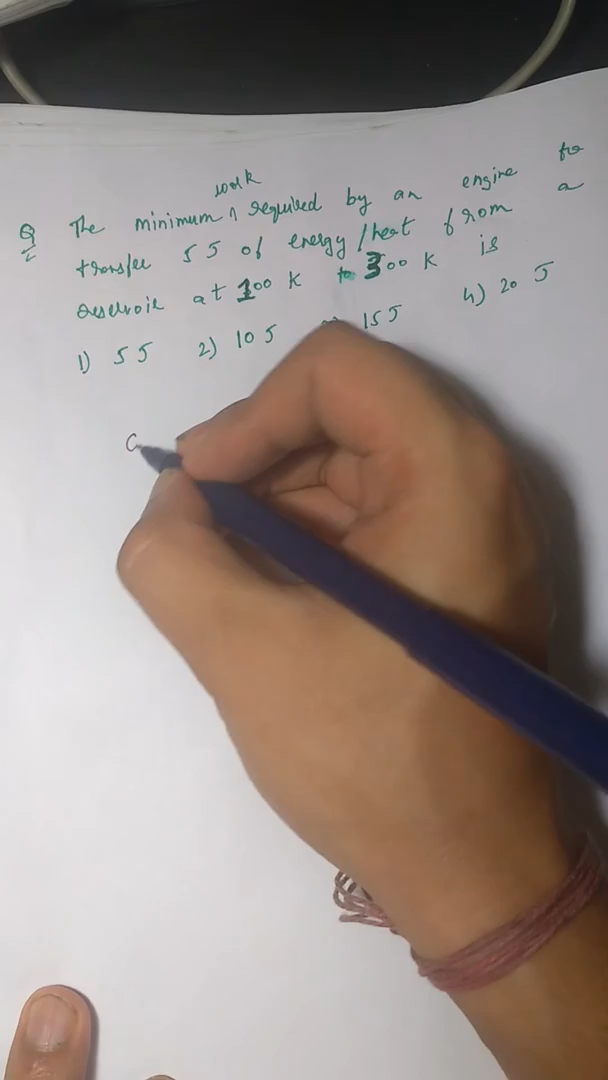 Q The minimum work required by an engine to
transfer 5 J of energy / heat from a
reservoir at 100 K to 300 K is
1) 5 J 2) 10 J 15 J 4) 20 J
C